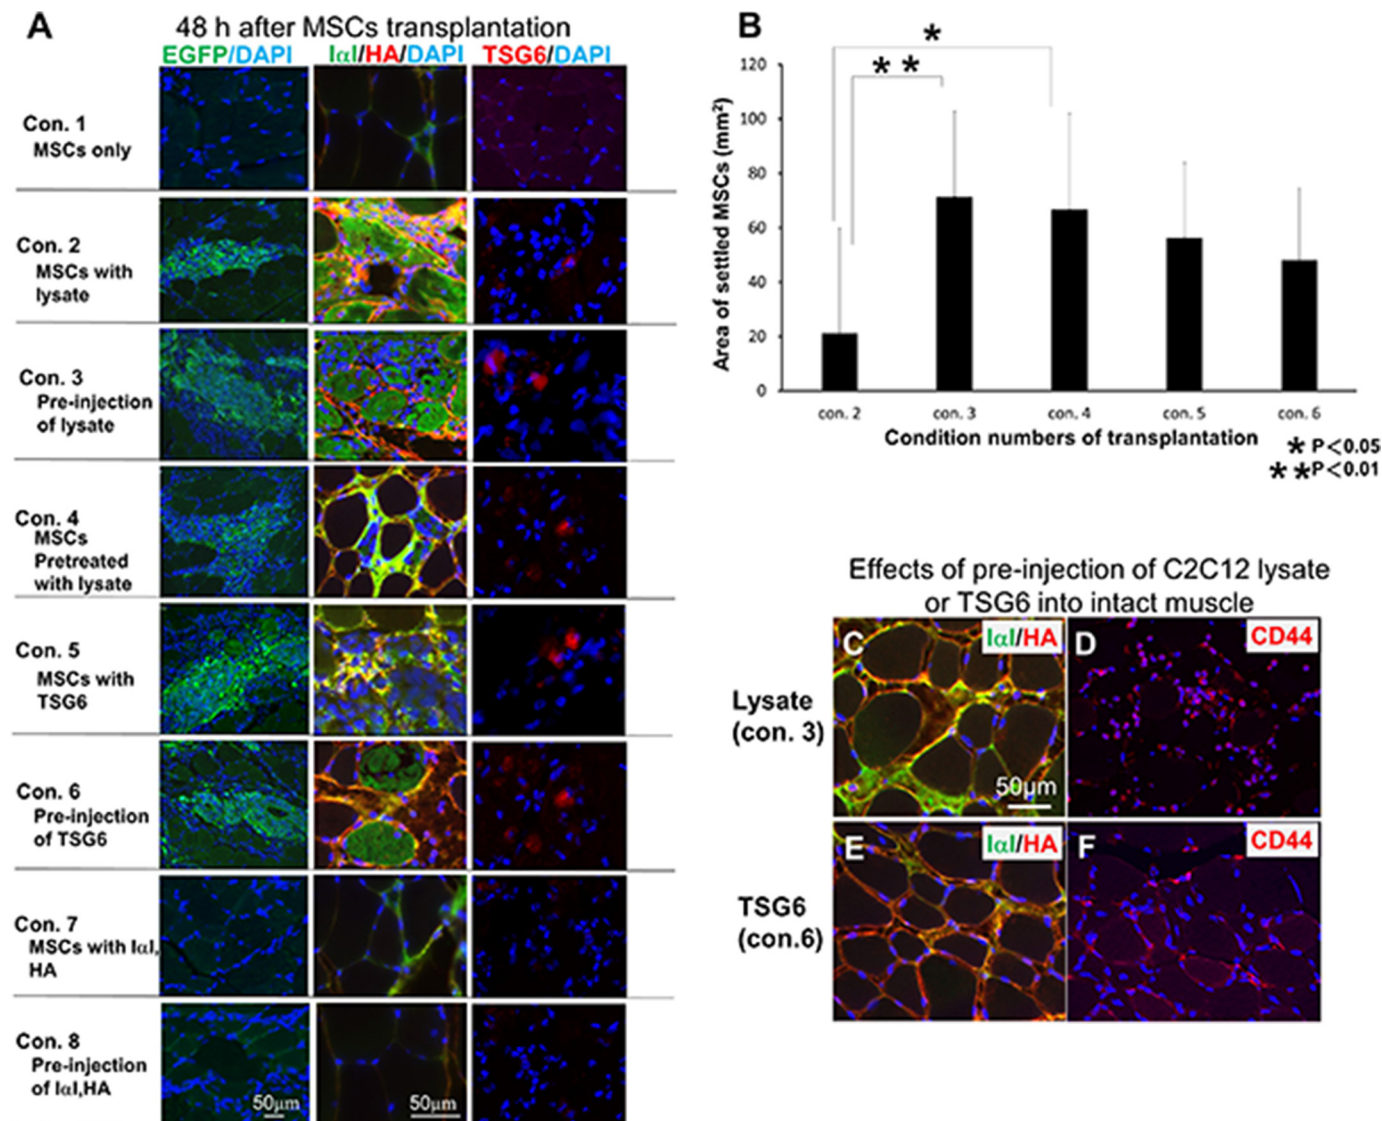 A
48 h after MSCs transplantation
EGFP/DAPI
IαI/HA/DAPI
TSG6/DAPI
Con. 1
MSCs only
Con. 2
MSCs with
lysate
Con. 3
Pre-injection
of lysate
Con. 4
MSCs
Pretreated
with lysate
Con. 5
MSCs with
TSG6
Con. 6
Pre-injection
of TSG6
Con. 7
MSCs with IαI,
HA
Con. 8
Pre-injection
of IαI,HA
50μm
50μm
B
Area of settled MSCs (mm²)
120
100
80
60
40
20
0
*
* *
con. 2
con. 3
con. 4
con. 5
con. 6
Condition numbers of transplantation
* P<0.05
* *P<0.01
Effects of pre-injection of C2C12 lysate
or TSG6 into intact muscle
Lysate
(con. 3)
C
IαI/HA
50μm
D
CD44
TSG6
(con.6)
E
IαI/HA
F
CD44